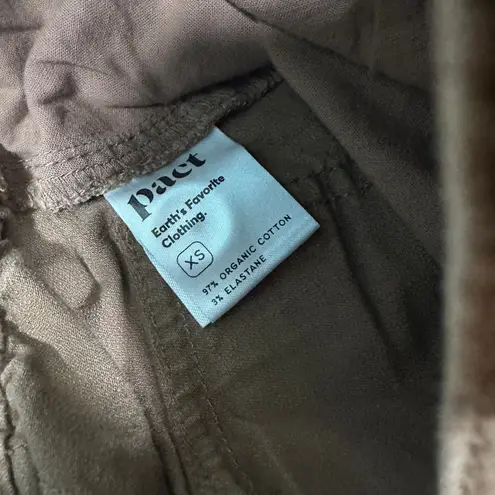 pact
Earth's Favorite
Clothing.
XS
97% ORGANIC COTTON
3% ELASTANE